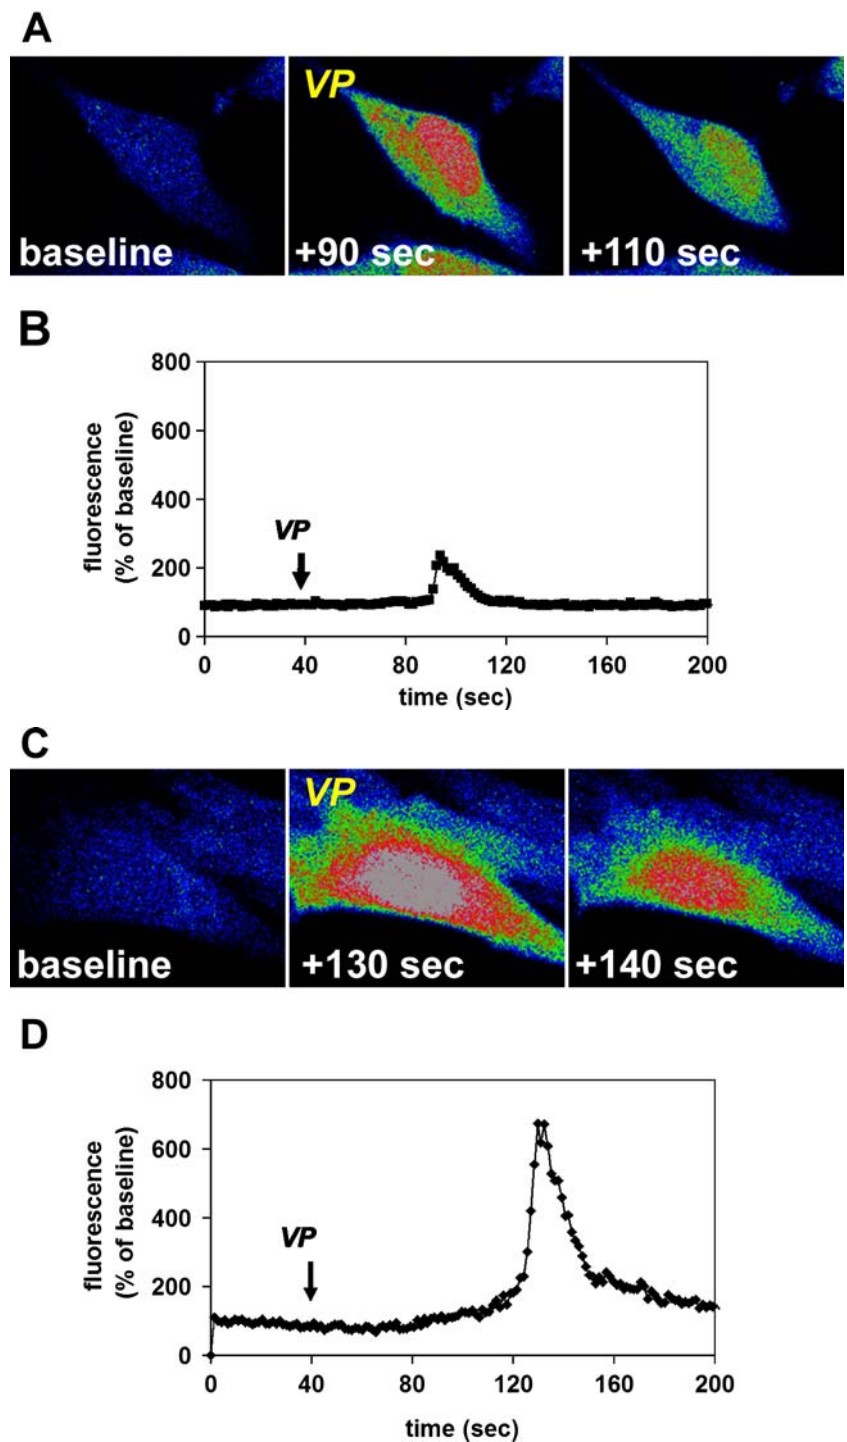 A
VP
baseline
+90 sec
+110 sec
B
800
600
400
200
0
fluorescence
(% of baseline)
VP
0 40 80 120 160 200
time (sec)
C
VP
baseline
+130 sec
+140 sec
D
800
600
400
200
0
fluorescence
(% of baseline)
VP
0 40 80 120 160 200
time (sec)